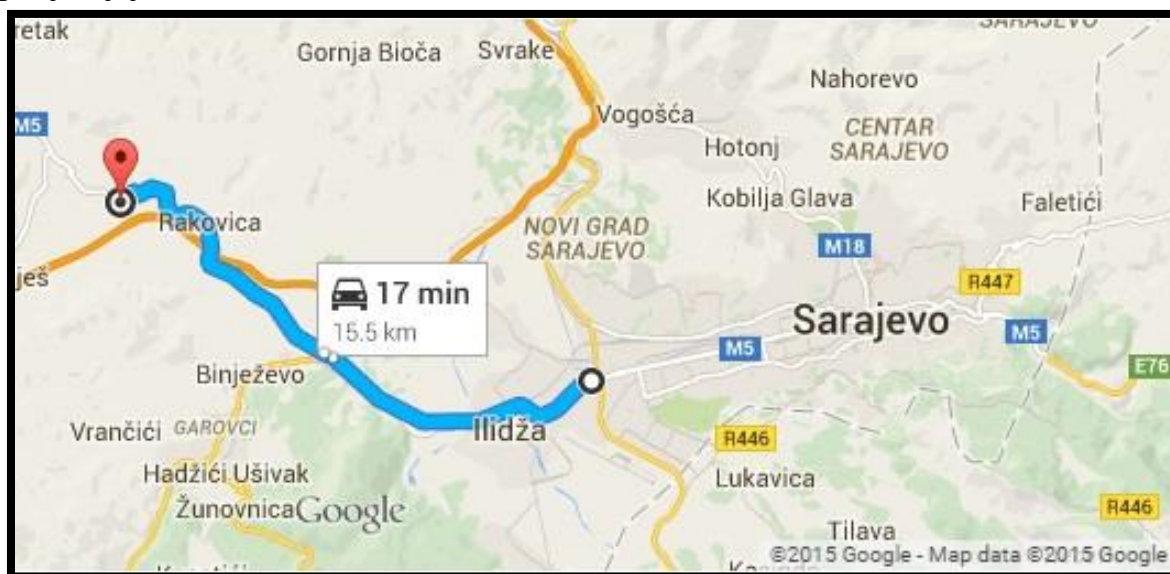 retak
SARAJEVO
Gornja Bioča
Svrake
Nahorevo
M5
Vogošća
CENTAR
SARAJEVO
Hotonj
Kobilja Glava
Faletići
Rakovica
NOVI GRAD
SARAJEVO
M18
ješ
R447
17 min
15.5 km
Sarajevo
M5
M5
E76
Binježevo
Ilidža
Vrančići
GAROVCI
R446
Hadžići Ušivak
Lukavica
Žunovnica
Google
R446
Tilava
©2015 Google - Map data ©2015 Google